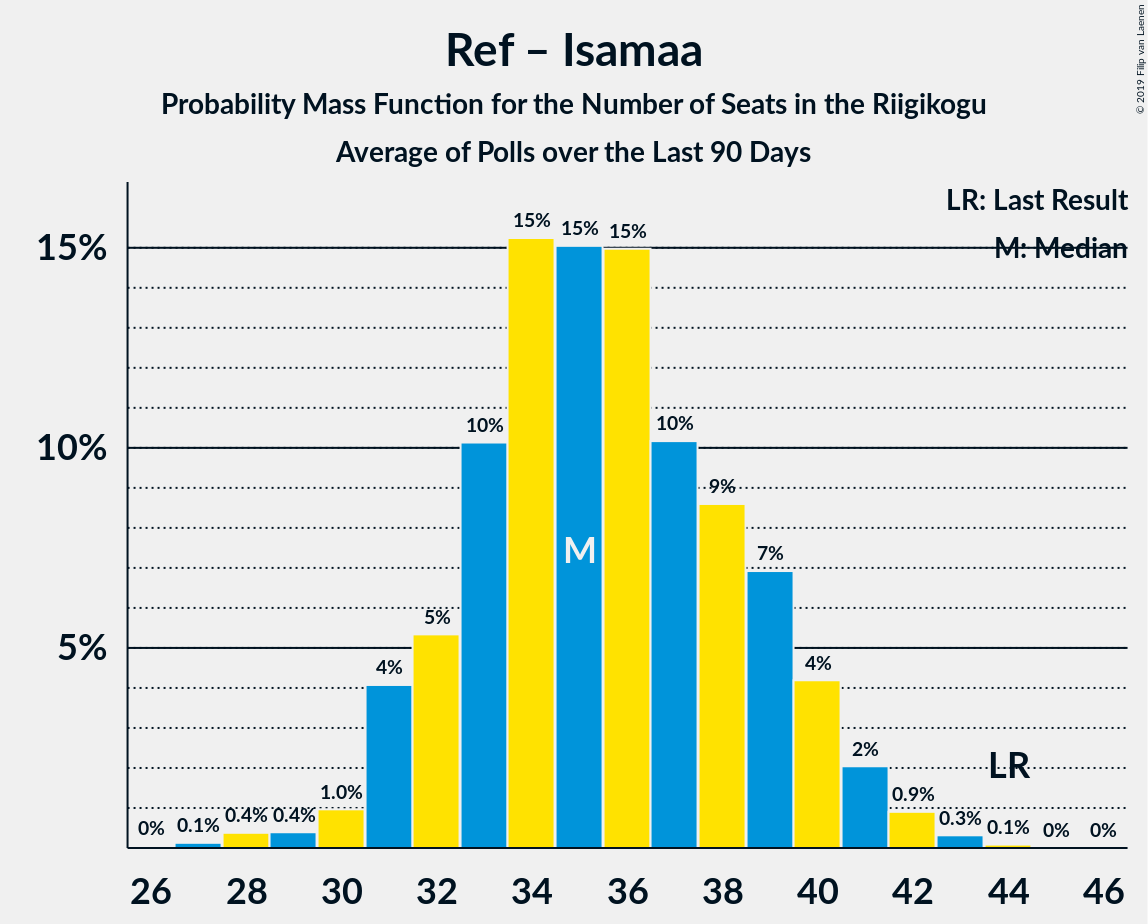 Ref – Isamaa
Probability Mass Function for the Number of Seats in the Riigikogu
Average of Polls over the Last 90 Days
© 2019 Filip van Laenen
LR: Last Result
M: Median
15%
10%
5%
0%
0.1%
0.4%
0.4%
1.0%
4%
5%
10%
15%
15%
15%
10%
9%
7%
4%
2%
0.9%
0.3%
0.1%
0%
0%
M
LR
26 28 30 32 34 36 38 40 42 44 46